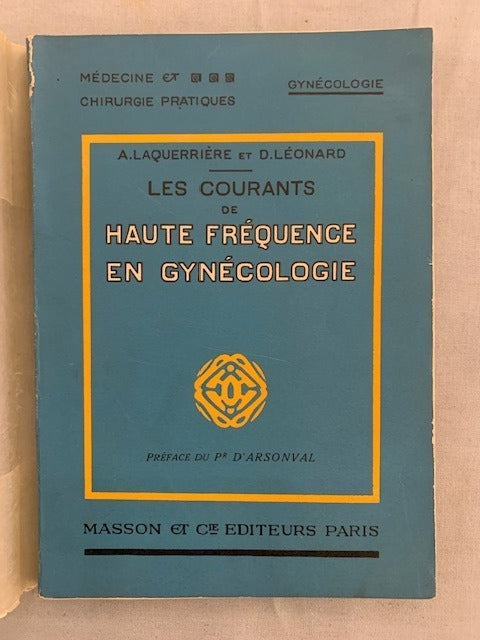 MÉDECINE ET
CHIRURGIE PRATIQUES
GYNÉCOLOGIE
A. LAQUERRIÈRE ET D. LÉONARD
LES COURANTS
DE
HAUTE FRÉQUENCE
EN GYNÉCOLOGIE
PRÉFACE DU PR D'ARSONVAL
MASSON ET CIE EDITEURS PARIS